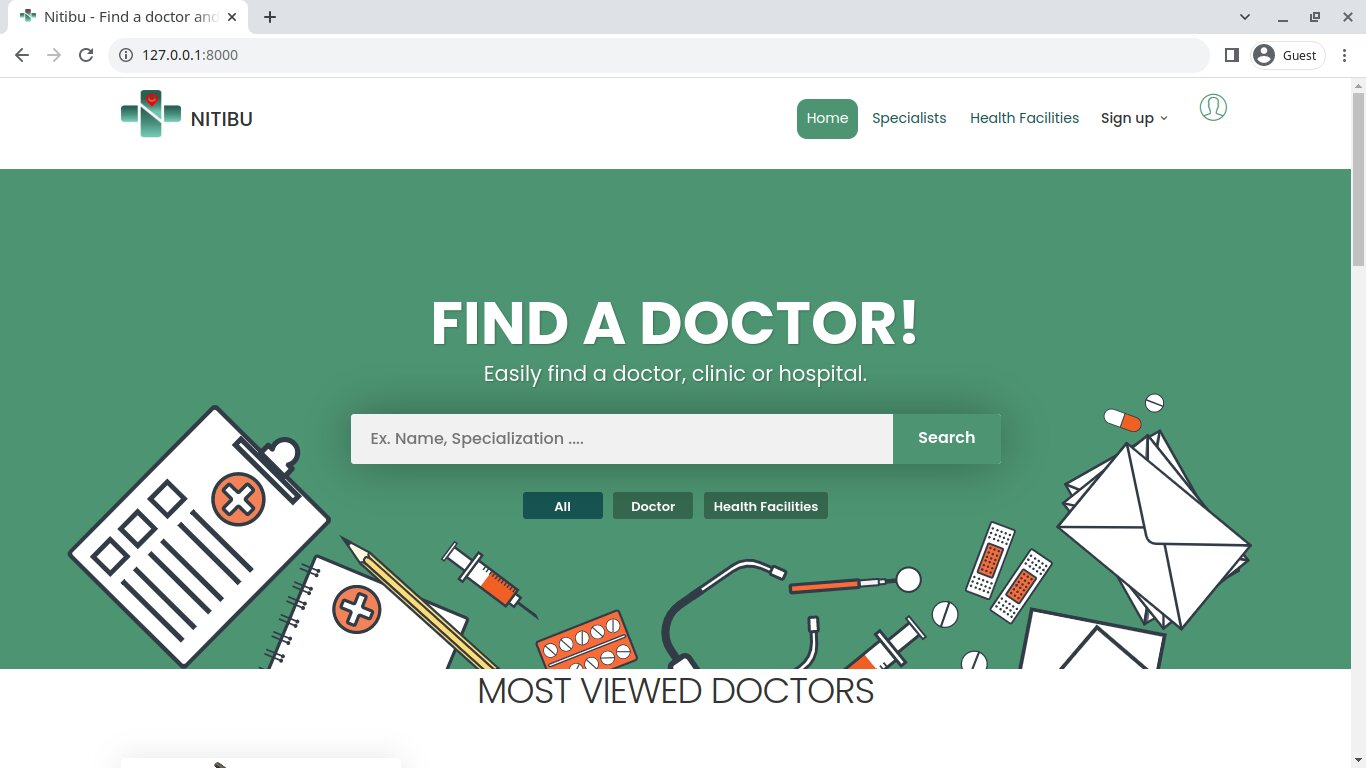 Nitibu - Find a doctor and
127.0.0.1:8000
Guest
NITIBU
Home
Specialists
Health Facilities
Sign up
FIND A DOCTOR!
Easily find a doctor, clinic or hospital.
Ex. Name, Specialization ....
Search
All
Doctor
Health Facilities
MOST VIEWED DOCTORS